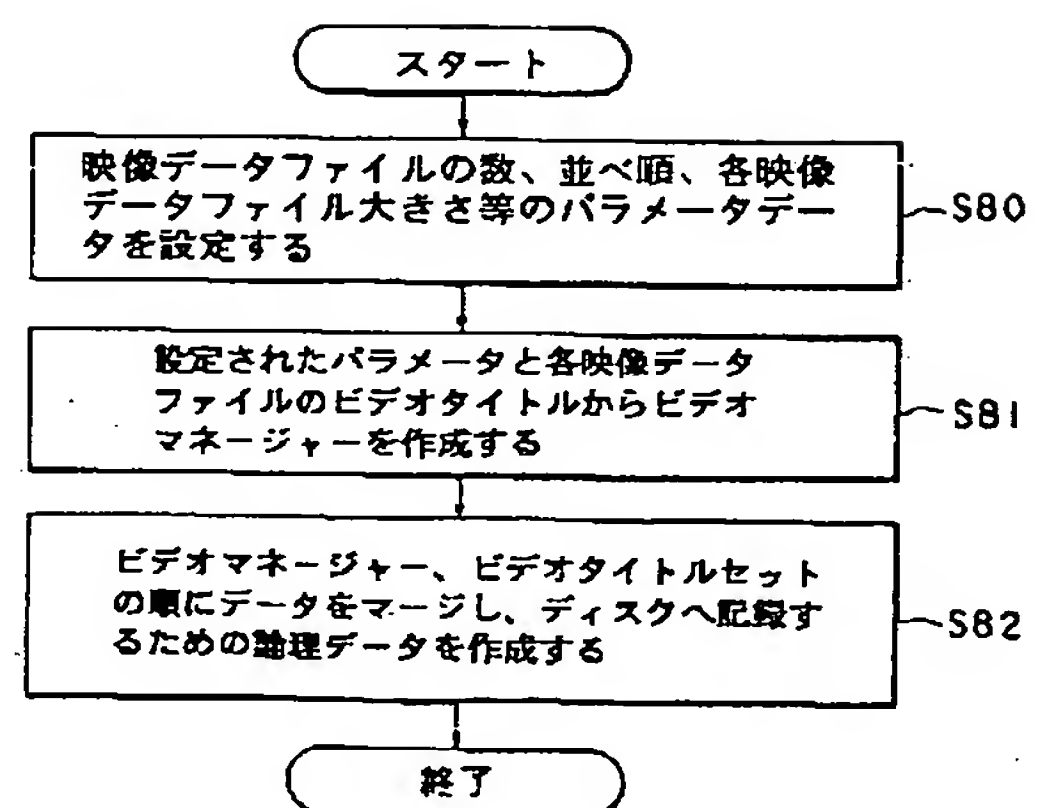 スタート
映像データファイルの数、並べ順、各映像
データファイル大きさ等のパラメータデー
タを設定する
S80
設定されたパラメータと各映像データ
ファイルのビデオタイトルからビデオ
マネージャーを作成する
S81
ビデオマネージャー、ビデオタイトルセット
の順にデータをマージし、ディスクへ記録す
るための論理データを作成する
S82
終了